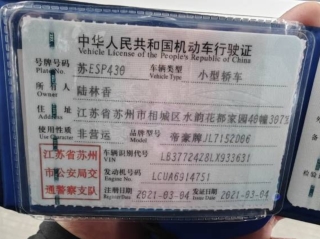 中华人民共和国机动车行驶证
Vehicle License of the People's Republic of China
号牌号码 苏ESP430 车辆类型 小型轿车
Plate No. Vehicle Type
所有人 陆林香
Owner
住址 江苏省苏州市相城区水韵花都家园40幢307室
Address
使用性质 非营运 品牌型号 帝豪牌JL7152D06
Use Character Model
江苏省苏州市公安局交通警察支队
车辆识别代号 LB37724Z8LX933631
VIN
发动机号码 LCUA6914751
Engine No.
注册日期 2021-03-04 发证日期 2021-03-04
Register Date Issue Date